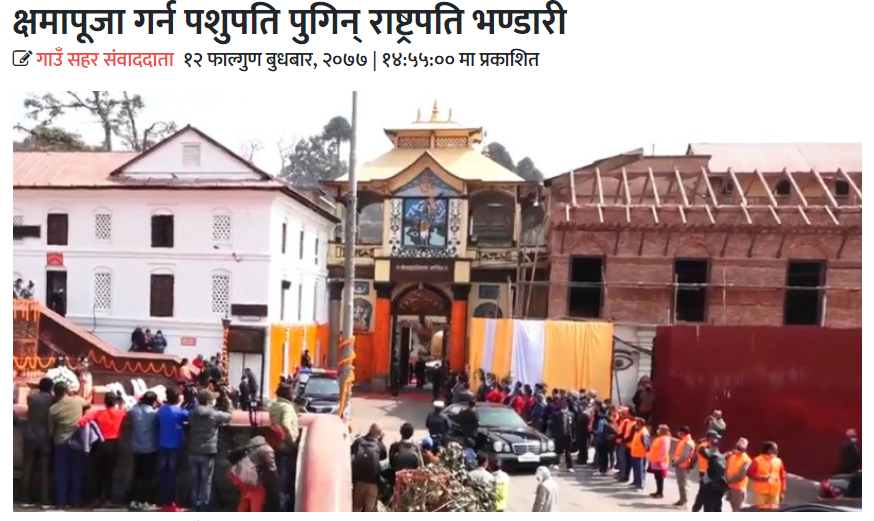 क्षमापूजा गर्न पशुपति पुगिन् राष्ट्रपति भण्डारी
गाउँ सहर संवाददाता १२ फाल्गुण बुधबार, २०७७ | १४:५५:०० मा प्रकाशित